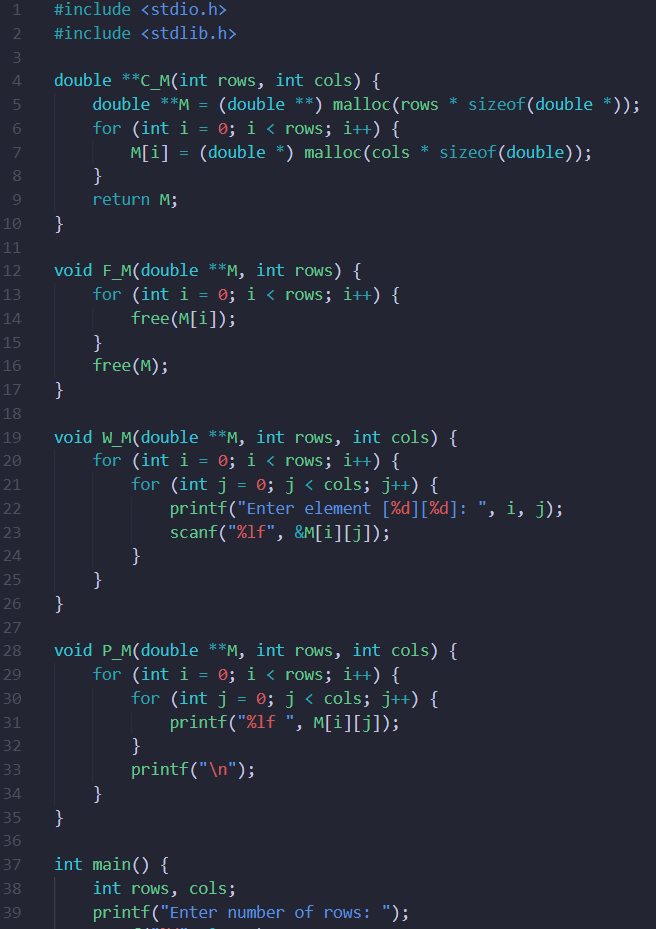 1 #include <stdio.h>
2 #include <stdlib.h>
3
4 double **C_M(int rows, int cols) {
5     double **M = (double **) malloc(rows * sizeof(double *));
6     for (int i = 0; i < rows; i++) {
7         M[i] = (double *) malloc(cols * sizeof(double));
8     }
9     return M;
10 }
11
12 void F_M(double **M, int rows) {
13     for (int i = 0; i < rows; i++) {
14         free(M[i]);
15     }
16     free(M);
17 }
18
19 void W_M(double **M, int rows, int cols) {
20     for (int i = 0; i < rows; i++) {
21         for (int j = 0; j < cols; j++) {
22             printf("Enter element [%d][%d]: ", i, j);
23             scanf("%lf", &M[i][j]);
24         }
25     }
26 }
27
28 void P_M(double **M, int rows, int cols) {
29     for (int i = 0; i < rows; i++) {
30         for (int j = 0; j < cols; j++) {
31             printf("%lf ", M[i][j]);
32         }
33         printf("\n");
34     }
35 }
36
37 int main() {
38     int rows, cols;
39     printf("Enter number of rows: ");